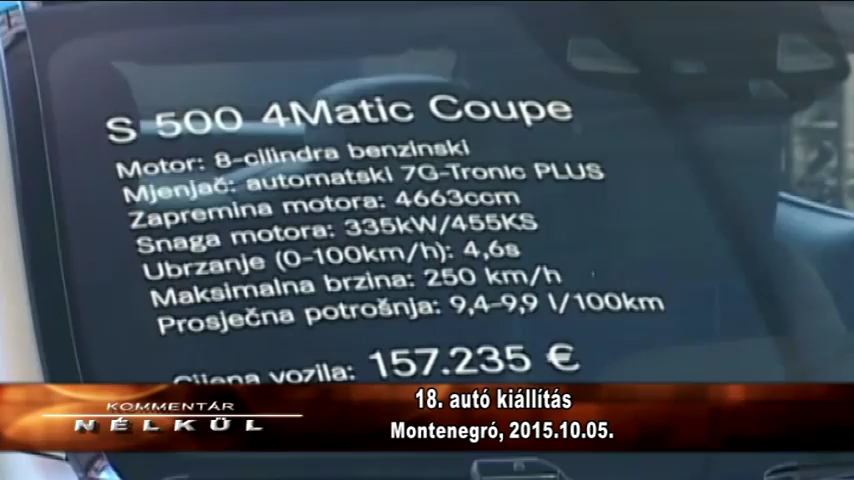 S 500 4Matic Coupe
Motor: 8-cilindra benzinski
Mjenjač: automatski 7G-Tronic PLUS
Zapremina motora: 4663ccm
Snaga motora: 335kW/455KS
Ubrzanje (0-100km/h): 4,6s
Maksimalna brzina: 250 km/h
Prosječna potrošnja: 9,4-9,9 l/100km
Cijena vozila: 157.235 €
KOMMENTÁR
NÉLKÜL
18. autó kiállítás
Montenegró, 2015.10.05.